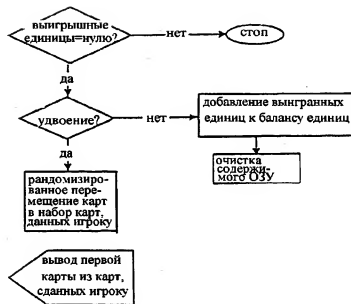 выигрышные
единицы=нулю?
нет
стоп
да
удвоение?
нет
добавление выигранных
единиц к балансу единиц
да
очистка
содержи-
мого ОЗУ
рандомизиро-
ванное пере-
мещение карт
в набор карт,
данных игроку
вывод первой
карты из карт,
сданных игроку